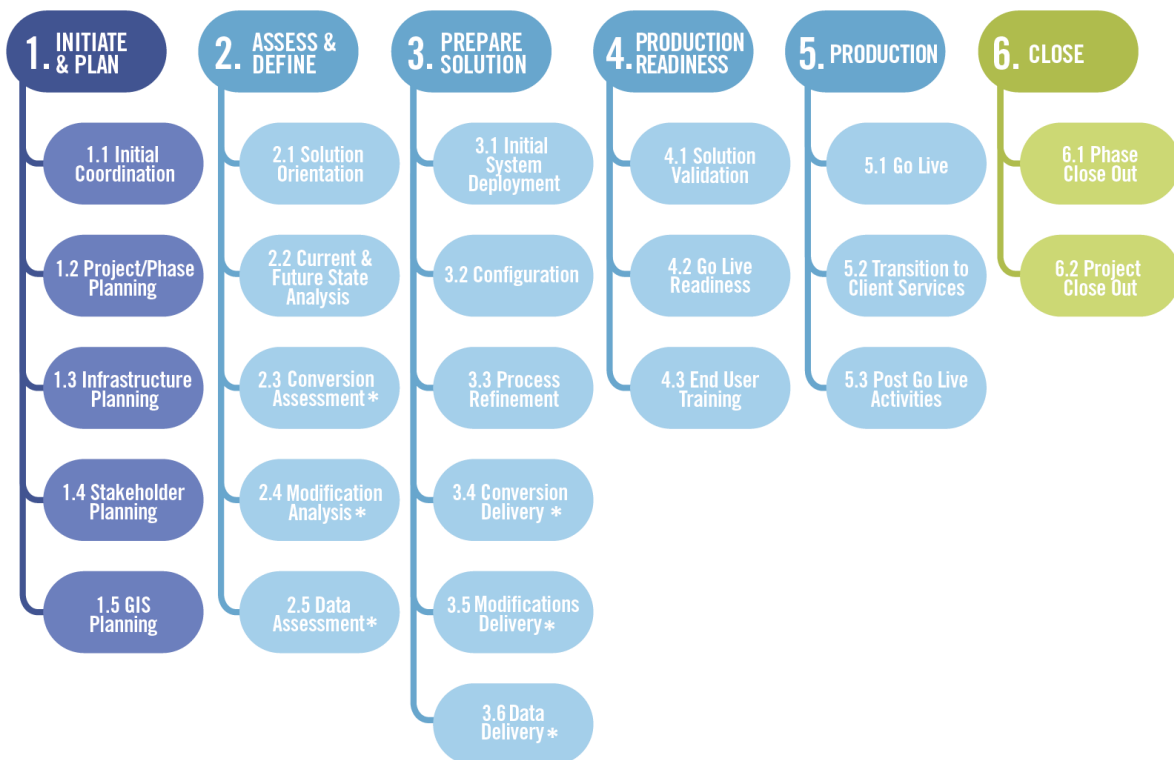 1. INITIATE
& PLAN
1.1 Initial
Coordination
1.2 Project/Phase
Planning
1.3 Infrastructure
Planning
1.4 Stakeholder
Planning
1.5 GIS
Planning
2. ASSESS &
DEFINE
2.1 Solution
Orientation
2.2 Current &
Future State
Analysis
2.3 Conversion
Assessment*
2.4 Modification
Analysis*
2.5 Data
Assessment*
3. PREPARE
SOLUTION
3.1 Initial
System
Deployment
3.2 Configuration
3.3 Process
Refinement
3.4 Conversion
Delivery *
3.5 Modifications
Delivery*
3.6 Data
Delivery*
4. PRODUCTION
READINESS
4.1 Solution
Validation
4.2 Go Live
Readiness
4.3 End User
Training
5. PRODUCTION
5.1 Go Live
5.2 Transition to
Client Services
5.3 Post Go Live
Activities
6. CLOSE
6.1 Phase
Close Out
6.2 Project
Close Out